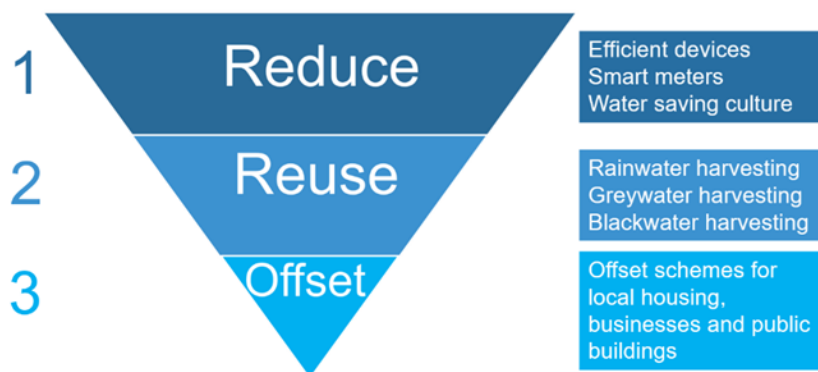 1
Reduce
Efficient devices
Smart meters
Water saving culture
2
Reuse
Rainwater harvesting
Greywater harvesting
Blackwater harvesting
3
Offset
Offset schemes for
local housing,
businesses and public
buildings